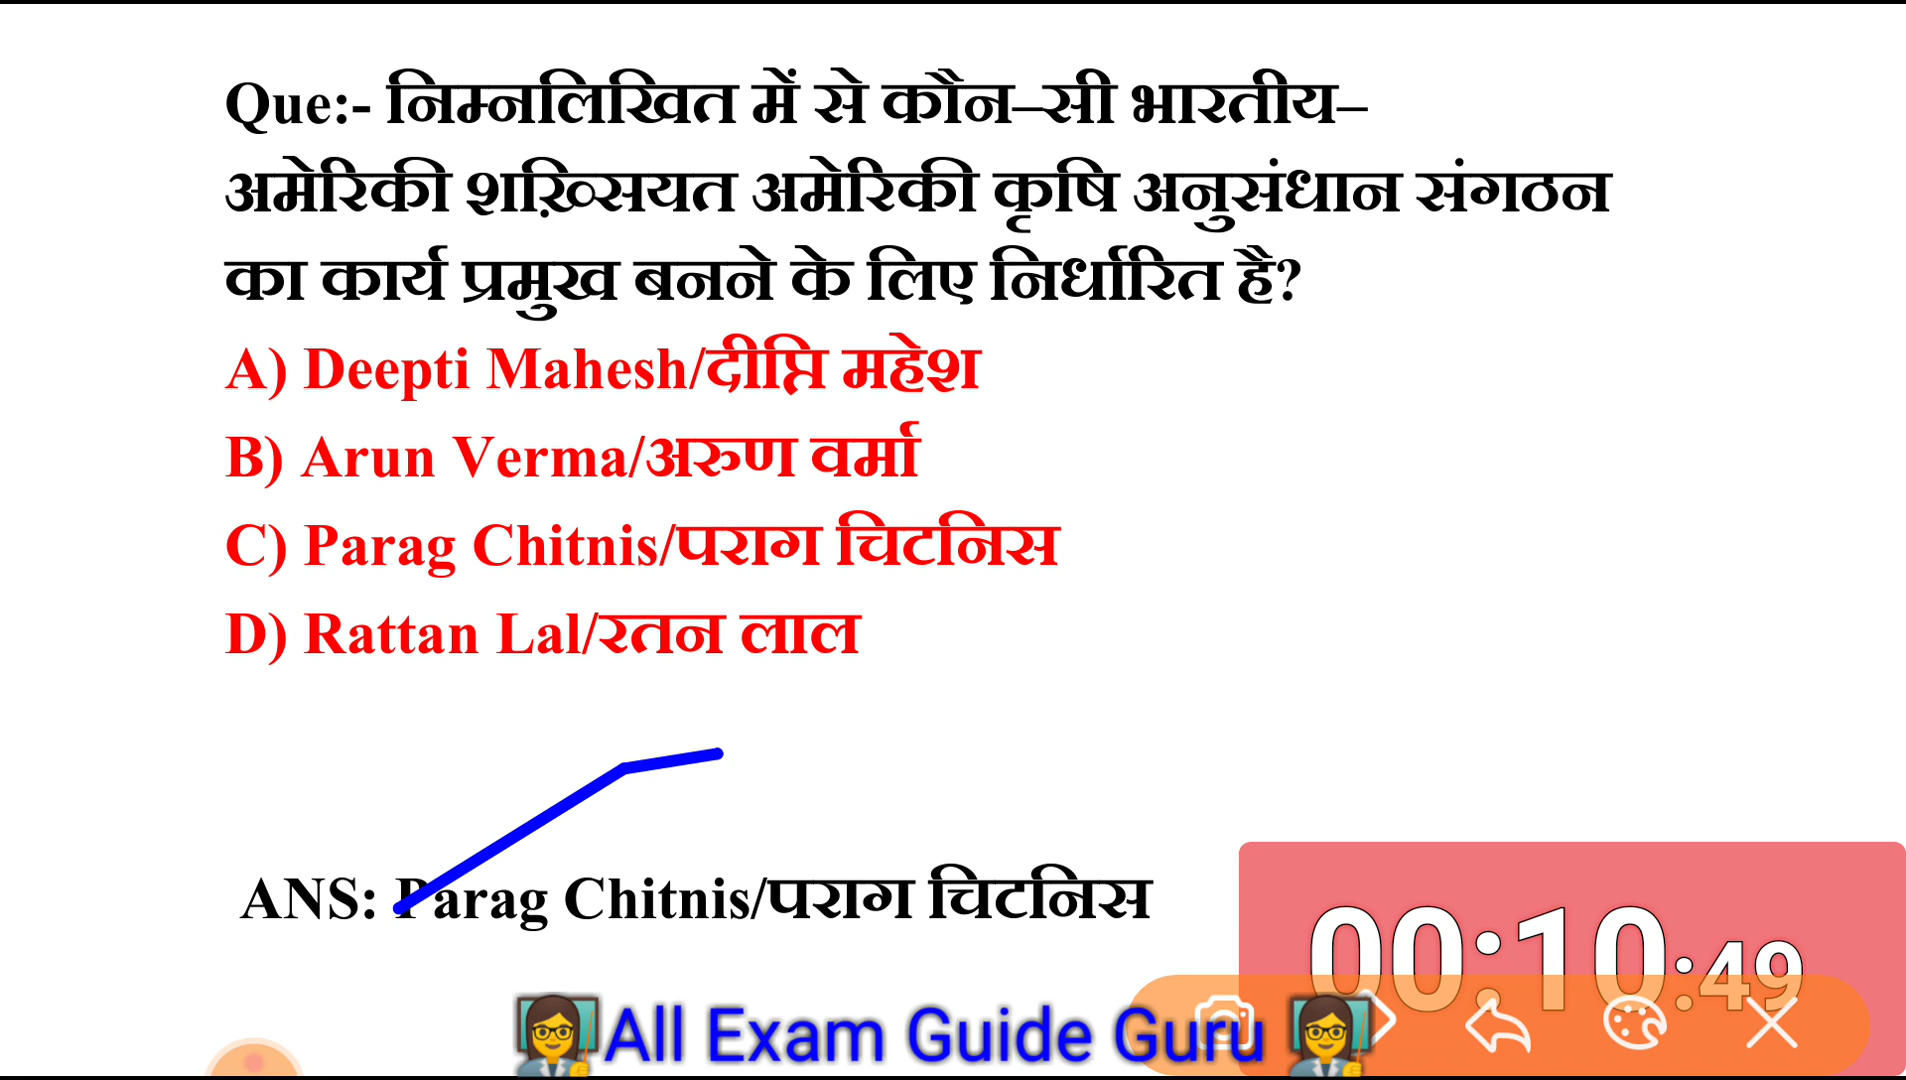 Que:- निम्नलिखित में से कौन–सी भारतीय–
अमेरिकी शख़्सियत अमेरिकी कृषि अनुसंधान संगठन
का कार्य प्रमुख बनने के लिए निर्धारित है?
A) Deepti Mahesh/दीप्ति महेश
B) Arun Verma/अरुण वर्मा
C) Parag Chitnis/पराग चिटनिस
D) Rattan Lal/रतन लाल
ANS: Parag Chitnis/पराग चिटनिस
00:10:49
All Exam Guide Guru